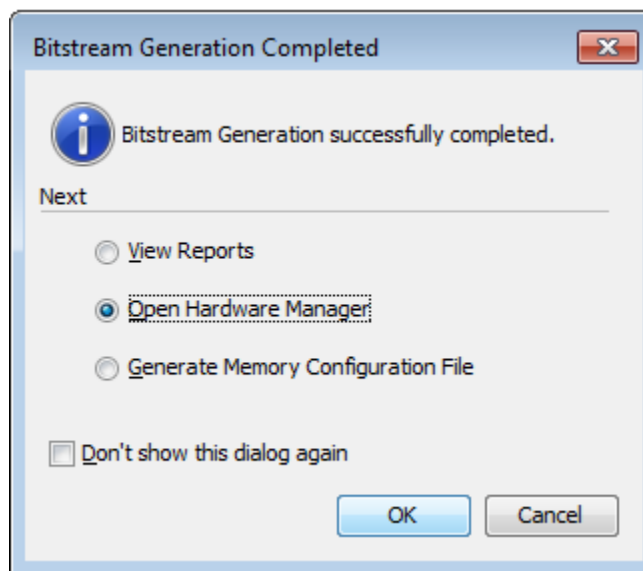 Bitstream Generation Completed
Bitstream Generation successfully completed.
Next
View Reports
Open Hardware Manager
Generate Memory Configuration File
Don't show this dialog again
OK
Cancel